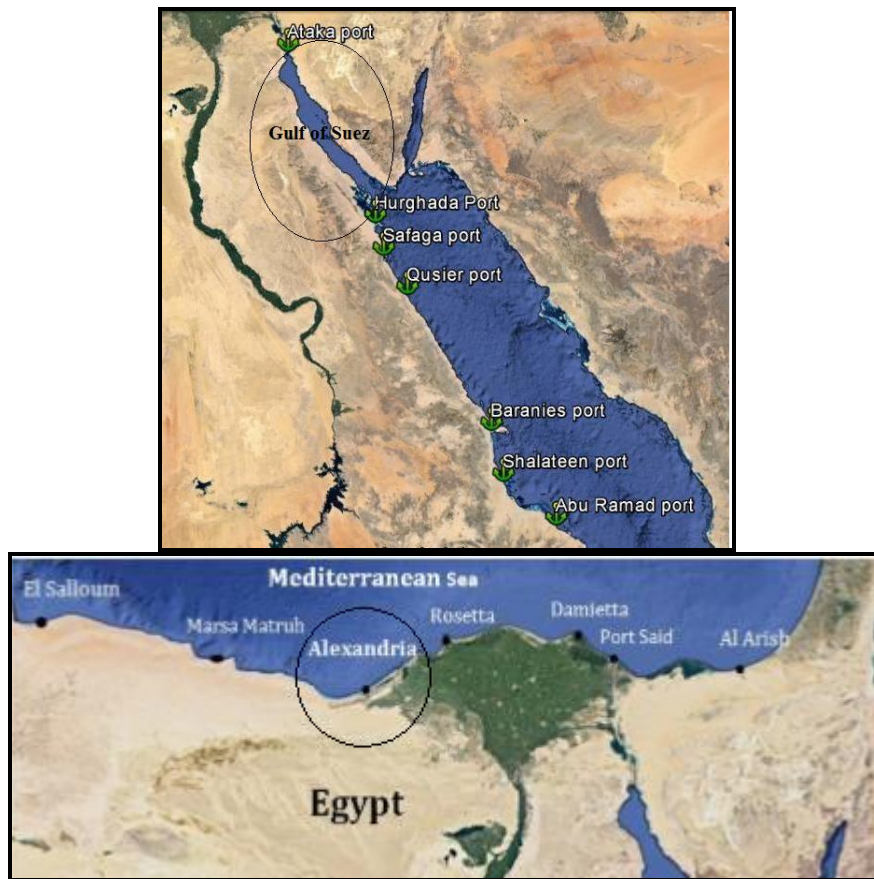 Ataka port
Gulf of Suez
Hurghada Port
Safaga port
Qusier port
Baranies port
Shalateen port
Abu Ramad port
Mediterranean Sea
El Salloum
Marsa Matruh
Alexandria
Rosetta
Damietta
Port Said
Al Arish
Egypt